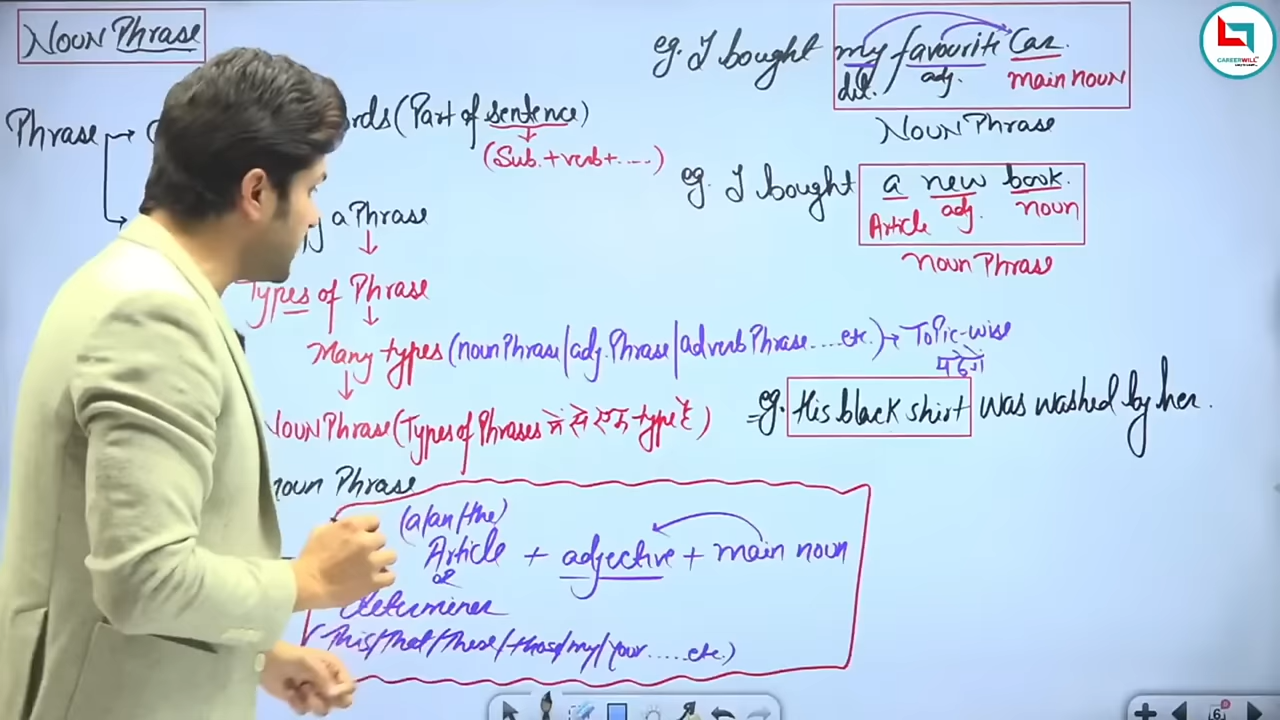 Noun Phrase
Phrase →
rds (Part of sentence)
(Sub. + verb + ....)
a Phrase
Types of Phrase
Many types (noun Phrase | adj. Phrase | adverb Phrase ....etc.) → Topic-wise
पढेंगे
Noun Phrase (Types of Phrases में से एक type है)
noun Phrase
(a/an/the)
Article + adjective + main noun
or
Determiner
This/That/these/those/my/your.....etc.)
eg. I bought my favourite Car.
det. adj. main noun
Noun Phrase
eg. I bought a new book.
Article adj. noun
noun Phrase
eg. His black shirt was washed by her.
CAREERWILL
6